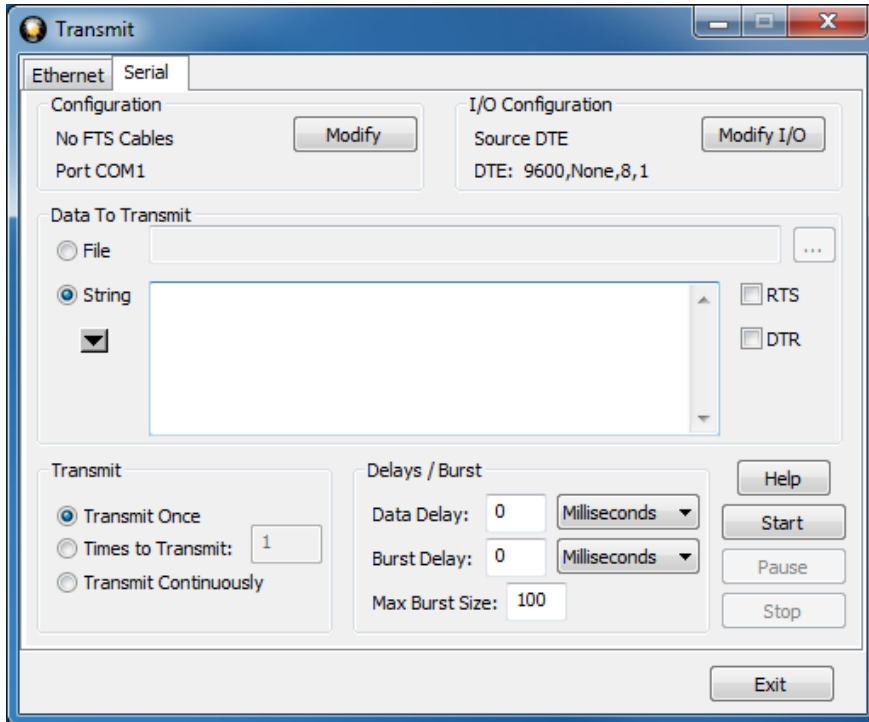 Transmit
Ethernet Serial
Configuration
No FTS Cables
Modify
Port COM1
I/O Configuration
Source DTE
Modify I/O
DTE: 9600,None,8,1
Data To Transmit
File
...
String
RTS
DTR
Transmit
Transmit Once
Times to Transmit: 1
Transmit Continuously
Delays / Burst
Data Delay: 0 Milliseconds
Burst Delay: 0 Milliseconds
Max Burst Size: 100
Help
Start
Pause
Stop
Exit